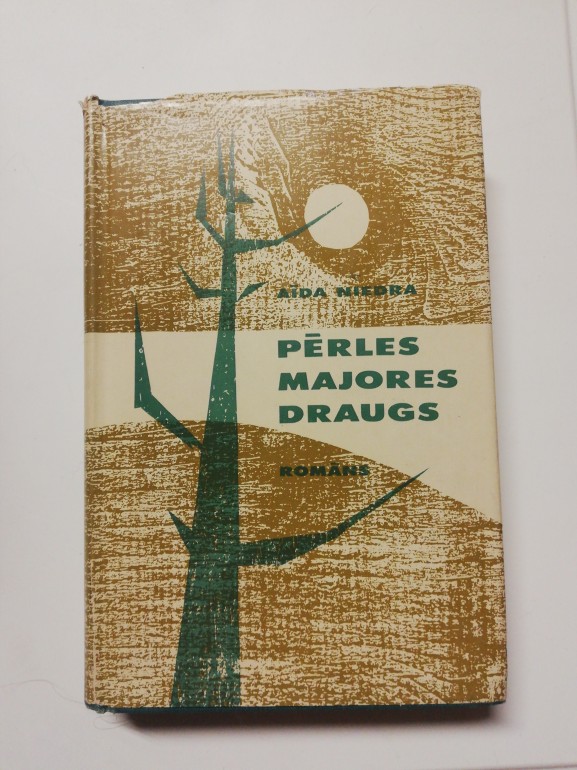 AĪDA NIEDRA
PĒRLES
MAJORES
DRAUGS
ROMĀNS